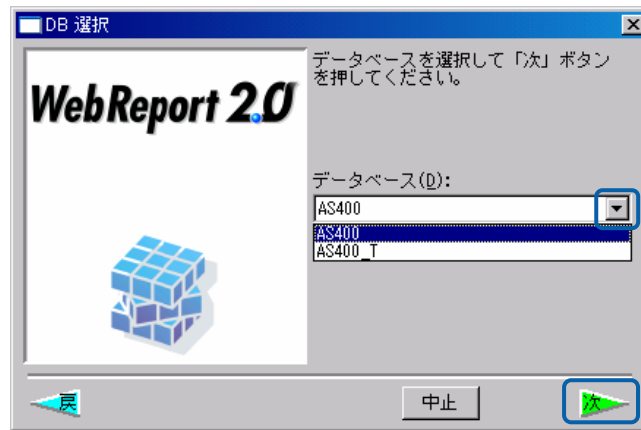 DB 選択
データベースを選択して「次」ボタン
を押してください。
WebReport 2.0
データベース(D):
AS400
AS400
AS400_T
戻
中止
次